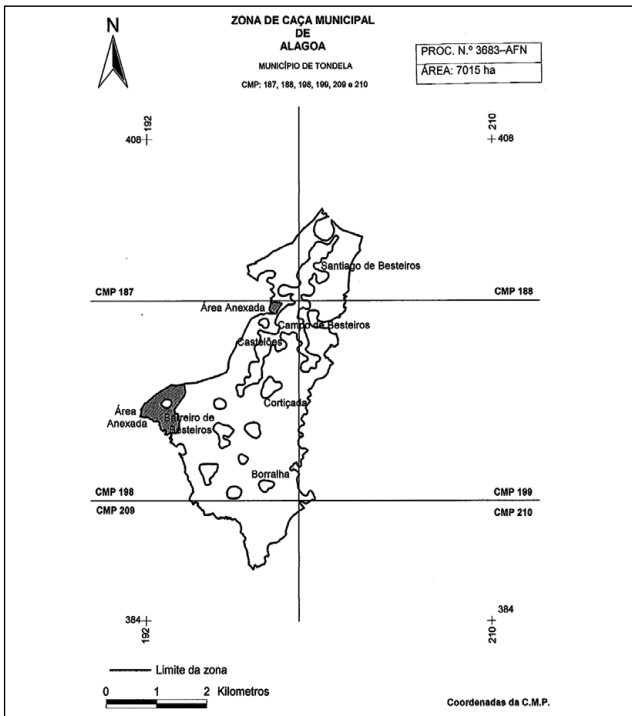 N
ZONA DE CAÇA MUNICIPAL
DE
ALAGOA
MUNICÍPIO DE TONDELA
CMP: 187, 188, 198, 199, 209 e 210
PROC. N.º 3683–AFN
ÁREA: 7015 ha
192
408
210
408
Santiago de Besteiros
CMP 187
CMP 188
Área Anexada
Campo de Besteiros
Castelões
Cortiçada
Área
Anexada
Barreiro de
Besteiros
Borralha
CMP 198
CMP 199
CMP 209
CMP 210
384
192
384
210
Limite da zona
0 1 2 Kilometros
Coordenadas da C.M.P.